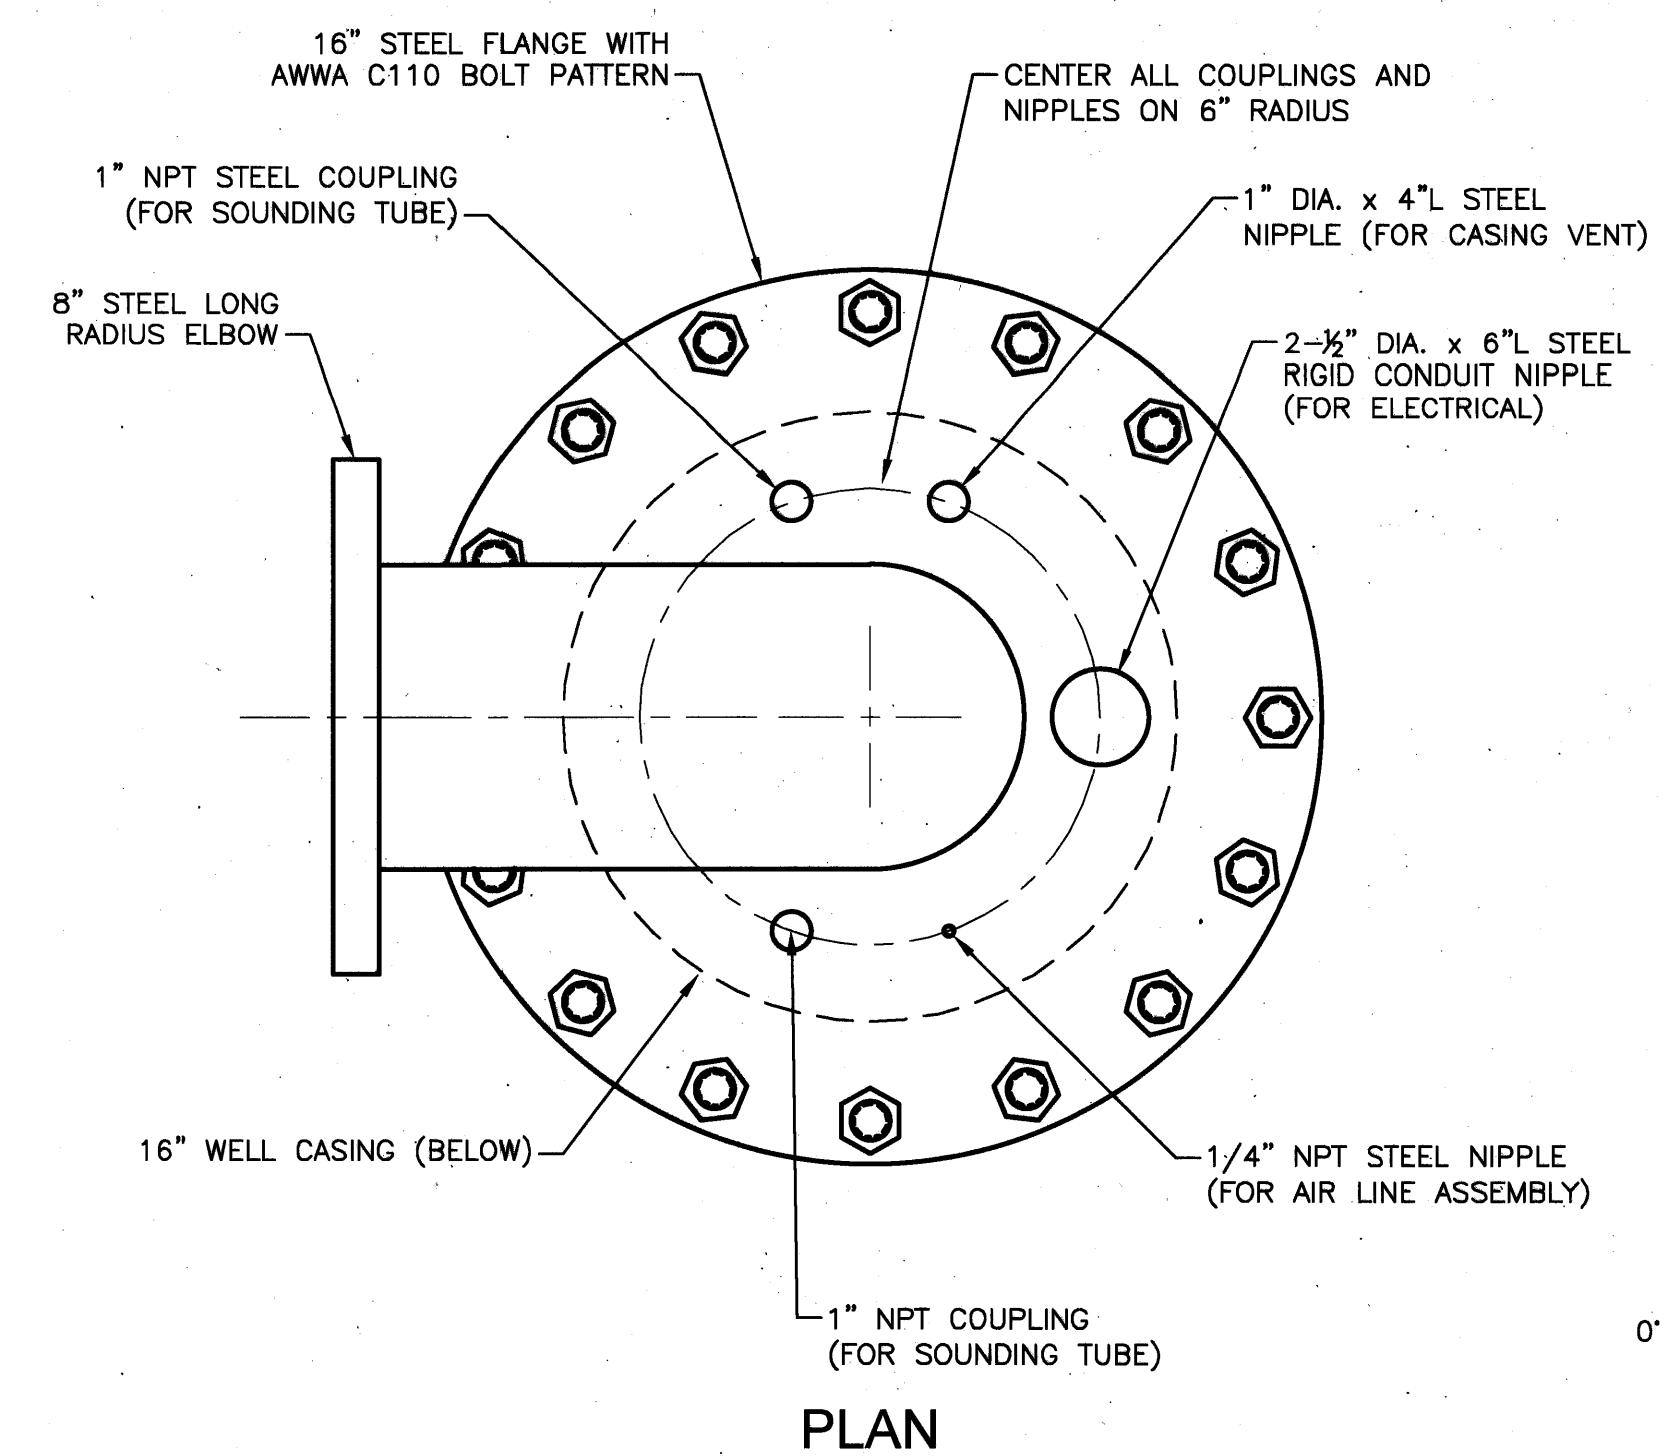 16" STEEL FLANGE WITH
AWWA C110 BOLT PATTERN
CENTER ALL COUPLINGS AND
NIPPLES ON 6" RADIUS
1" NPT STEEL COUPLING
(FOR SOUNDING TUBE)
1" DIA. x 4"L STEEL
NIPPLE (FOR CASING VENT)
8" STEEL LONG
RADIUS ELBOW
2-½" DIA. x 6"L STEEL
RIGID CONDUIT NIPPLE
(FOR ELECTRICAL)
16" WELL CASING (BELOW)
1/4" NPT STEEL NIPPLE
(FOR AIR LINE ASSEMBLY)
1" NPT COUPLING
(FOR SOUNDING TUBE)
0"
PLAN